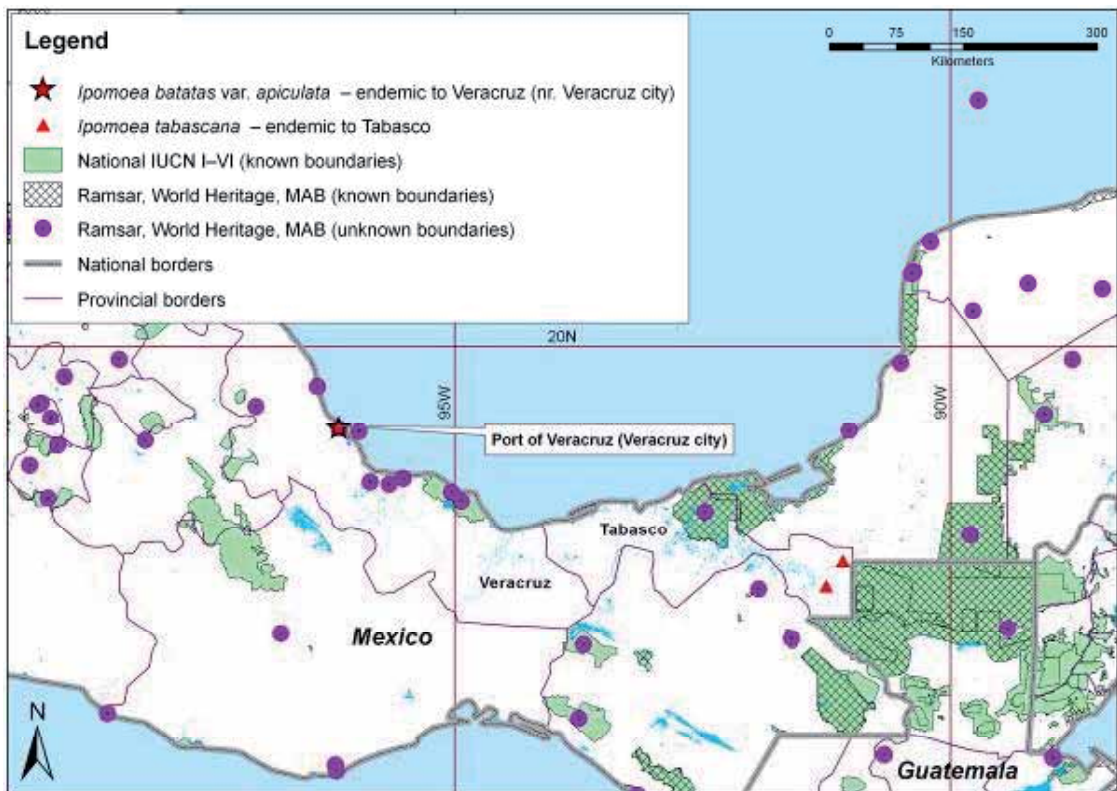 Legend
Ipomoea batatas var. apiculata – endemic to Veracruz (nr. Veracruz city)
Ipomoea tabascana – endemic to Tabasco
National IUCN I–VI (known boundaries)
Ramsar, World Heritage, MAB (known boundaries)
Ramsar, World Heritage, MAB (unknown boundaries)
National borders
Provincial borders
0 75 150 300
Kilometers
20N
95W
90W
Port of Veracruz (Veracruz city)
Tabasco
Veracruz
Mexico
N
Guatemala